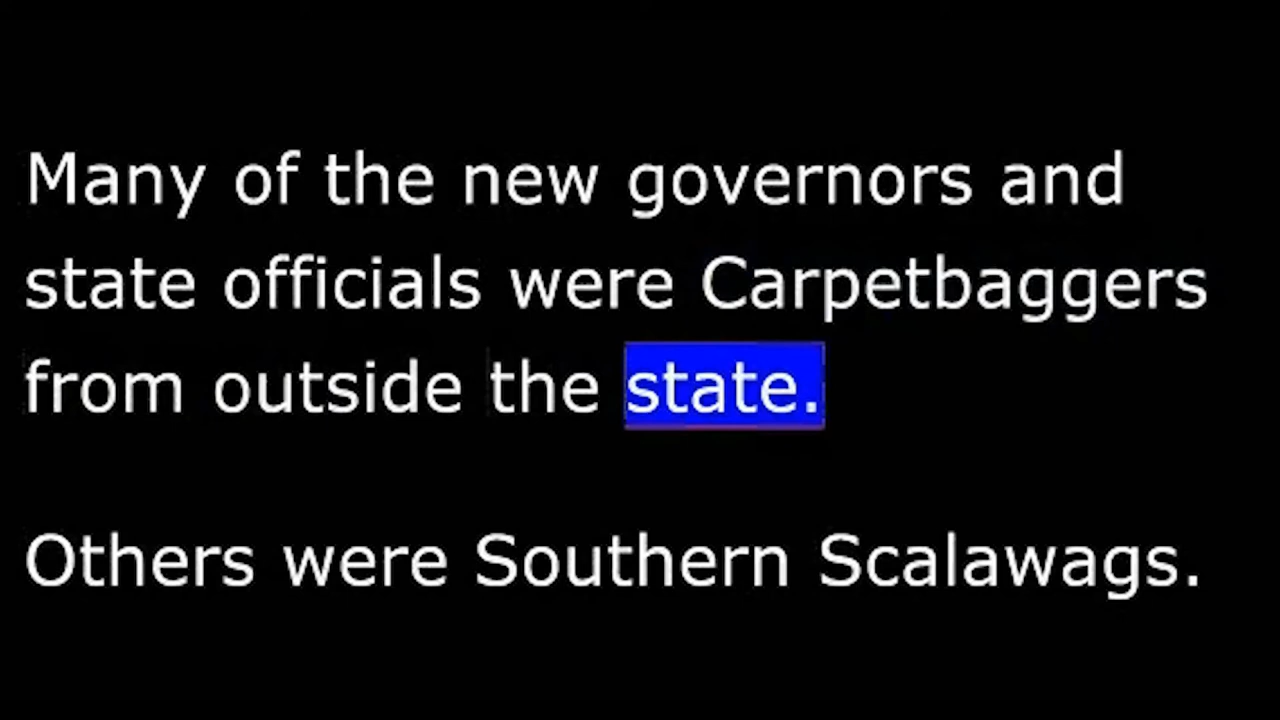 Many of the new governors and
state officials were Carpetbaggers
from outside the state.
Others were Southern Scalawags.